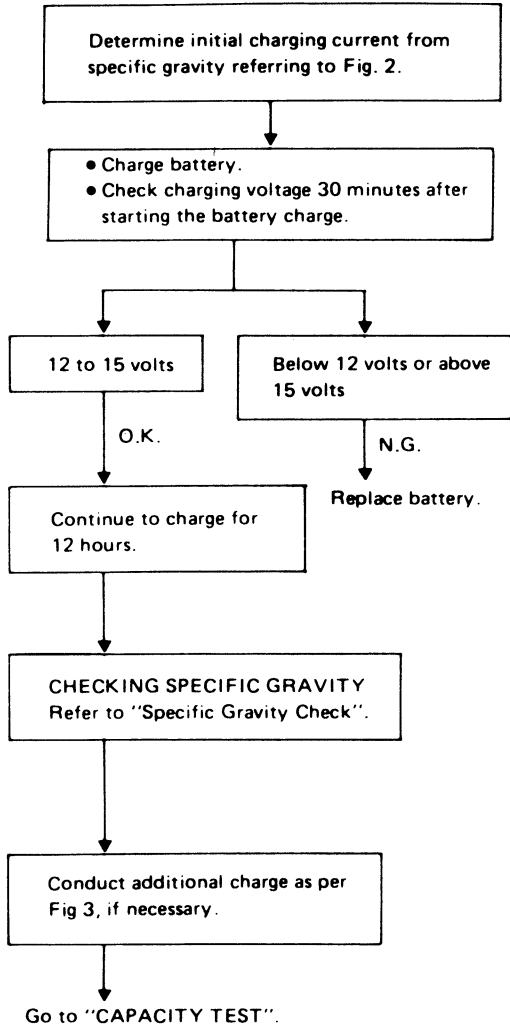 Determine initial charging current from
specific gravity referring to Fig. 2.
● Charge battery.
● Check charging voltage 30 minutes after
starting the battery charge.
12 to 15 volts
Below 12 volts or above
15 volts
O.K.
N.G.
Replace battery.
Continue to charge for
12 hours.
CHECKING SPECIFIC GRAVITY
Refer to "Specific Gravity Check".
Conduct additional charge as per
Fig 3, if necessary.
Go to "CAPACITY TEST".